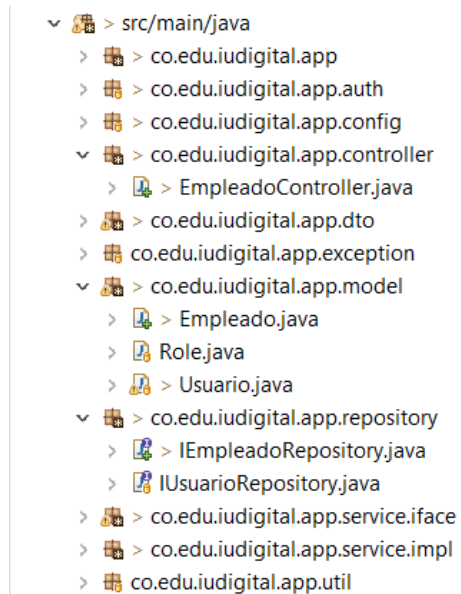 > src/main/java
> co.edu.iudigital.app
> co.edu.iudigital.app.auth
> co.edu.iudigital.app.config
> co.edu.iudigital.app.controller
> EmpleadoController.java
> co.edu.iudigital.app.dto
co.edu.iudigital.app.exception
> co.edu.iudigital.app.model
> Empleado.java
Role.java
> Usuario.java
> co.edu.iudigital.app.repository
> IEmpleadoRepository.java
IUsuarioRepository.java
> co.edu.iudigital.app.service.iface
> co.edu.iudigital.app.service.impl
co.edu.iudigital.app.util